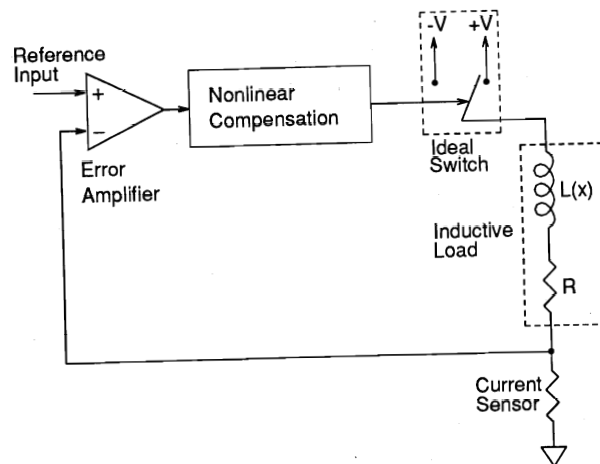 -V +V
Reference
Input
+
−
Nonlinear
Compensation
Error
Amplifier
Ideal
Switch
L(x)
Inductive
Load
R
Current
Sensor